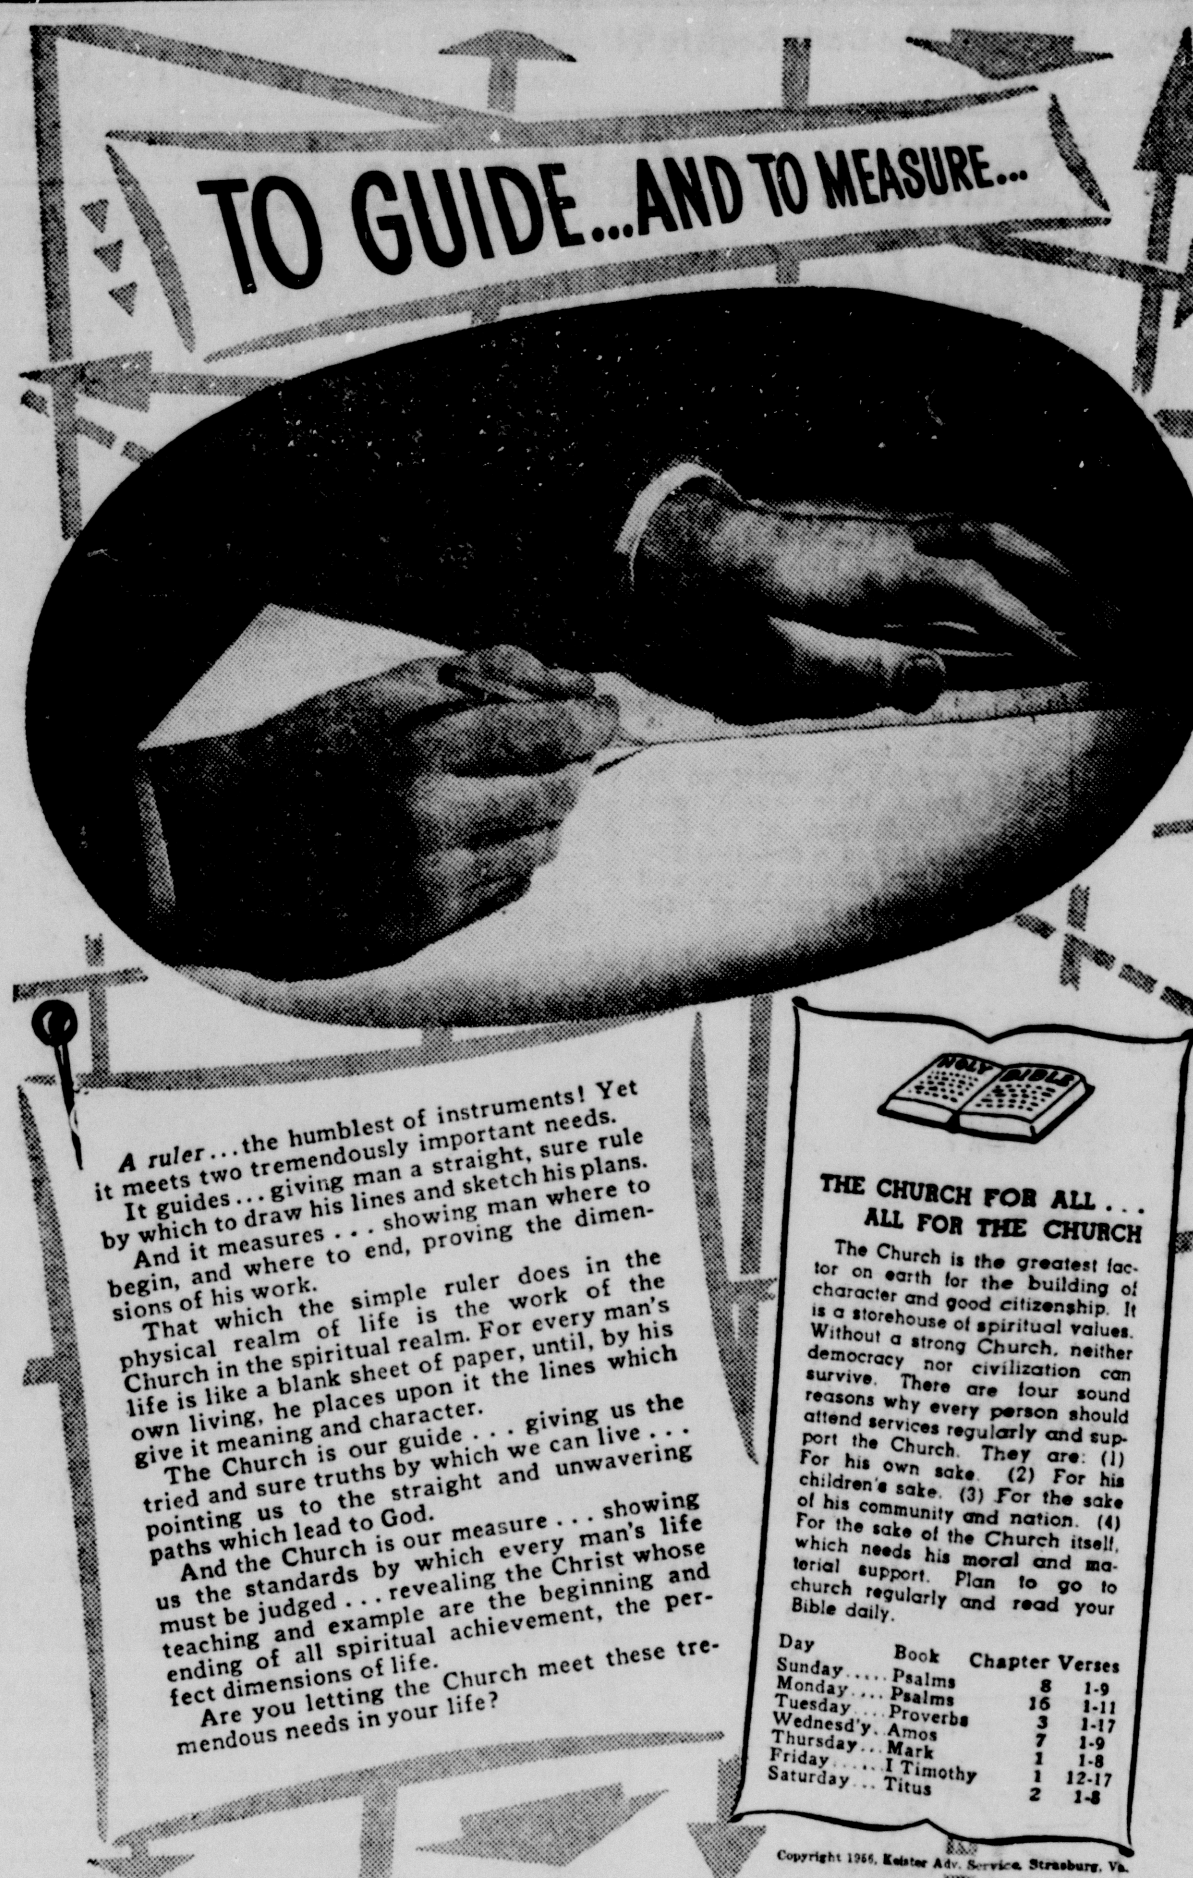 TO GUIDE...AND TO MEASURE...
A ruler...the humblest of instruments! Yet
it meets two tremendously important needs.
It guides...giving man a straight, sure rule
by which to draw his lines and sketch his plans.
And it measures . . . showing man where to
begin, and where to end, proving the dimen-
sions of his work.
That which the simple ruler does in the
physical realm of life is the work of the
Church in the spiritual realm. For every man's
life is like a blank sheet of paper, until, by his
own living, he places upon it the lines which
give it meaning and character.
The Church is our guide . . . giving us the
tried and sure truths by which we can live . . .
pointing us to the straight and unwavering
paths which lead to God.
And the Church is our measure . . . showing
us the standards by which every man's life
must be judged . . . revealing the Christ whose
teaching and example are the beginning and
ending of all spiritual achievement, the per-
fect dimensions of life.
Are you letting the Church meet these tre-
mendous needs in your life?
HOLY BIBLE
THE CHURCH FOR ALL . . .
ALL FOR THE CHURCH
The Church is the greatest fac-
tor on earth for the building of
character and good citizenship. It
is a storehouse of spiritual values.
Without a strong Church, neither
democracy nor civilization can
survive. There are four sound
reasons why every person should
attend services regularly and sup-
port the Church. They are: (1)
For his own sake. (2) For his
children's sake. (3) For the sake
of his community and nation. (4)
For the sake of the Church itself,
which needs his moral and ma-
terial support. Plan to go to
church regularly and read your
Bible daily.
Day Book Chapter Verses
Sunday..... Psalms 8 1-9
Monday.... Psalms 16 1-11
Tuesday.... Proverbs 3 1-17
Wednesd'y. Amos 7 1-9
Thursday... Mark 1 1-8
Friday...... I Timothy 1 12-17
Saturday... Titus 2 1-8
Copyright 1966, Keister Adv. Service, Strasburg, Va.